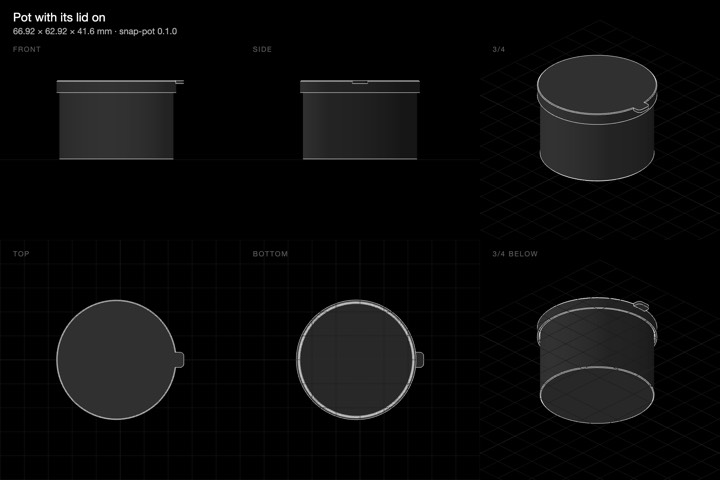 Pot with its lid on
66.92 × 62.92 × 41.6 mm · snap-pot 0.1.0
FRONT
SIDE
3/4
TOP
BOTTOM
3/4 BELOW